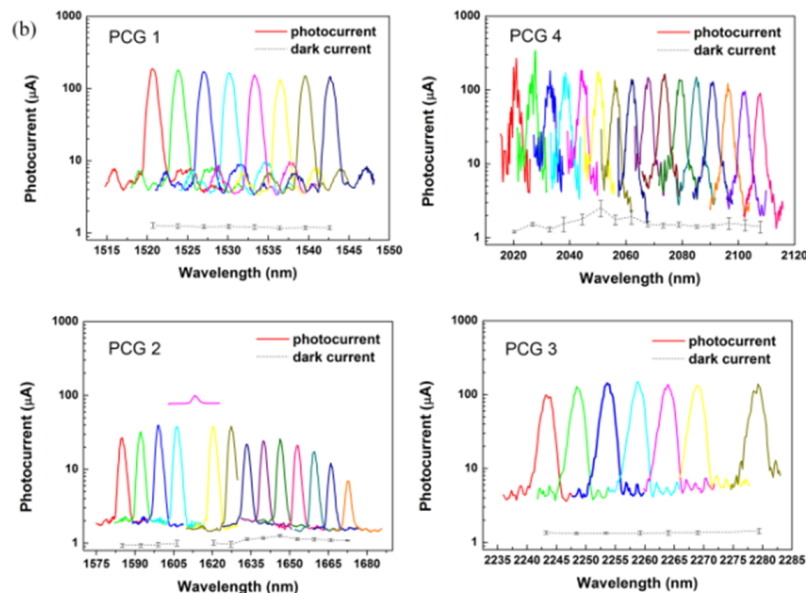 (b)
PCG 1
photocurrent
dark current
Photocurrent (μA)
1000
100
10
1
1515 1520 1525 1530 1535 1540 1545 1550
Wavelength (nm)
PCG 4
photocurrent
dark current
Photocurrent (μA)
1000
100
10
1
2020 2040 2060 2080 2100 2120
Wavelength (nm)
PCG 2
photocurrent
dark current
Photocurrent (μA)
1000
100
10
1
1575 1590 1605 1620 1635 1650 1665 1680
Wavelength (nm)
PCG 3
photocurrent
dark current
Photocurrent (μA)
1000
100
10
1
2235 2240 2245 2250 2255 2260 2265 2270 2275 2280 2285
Wavelength (nm)